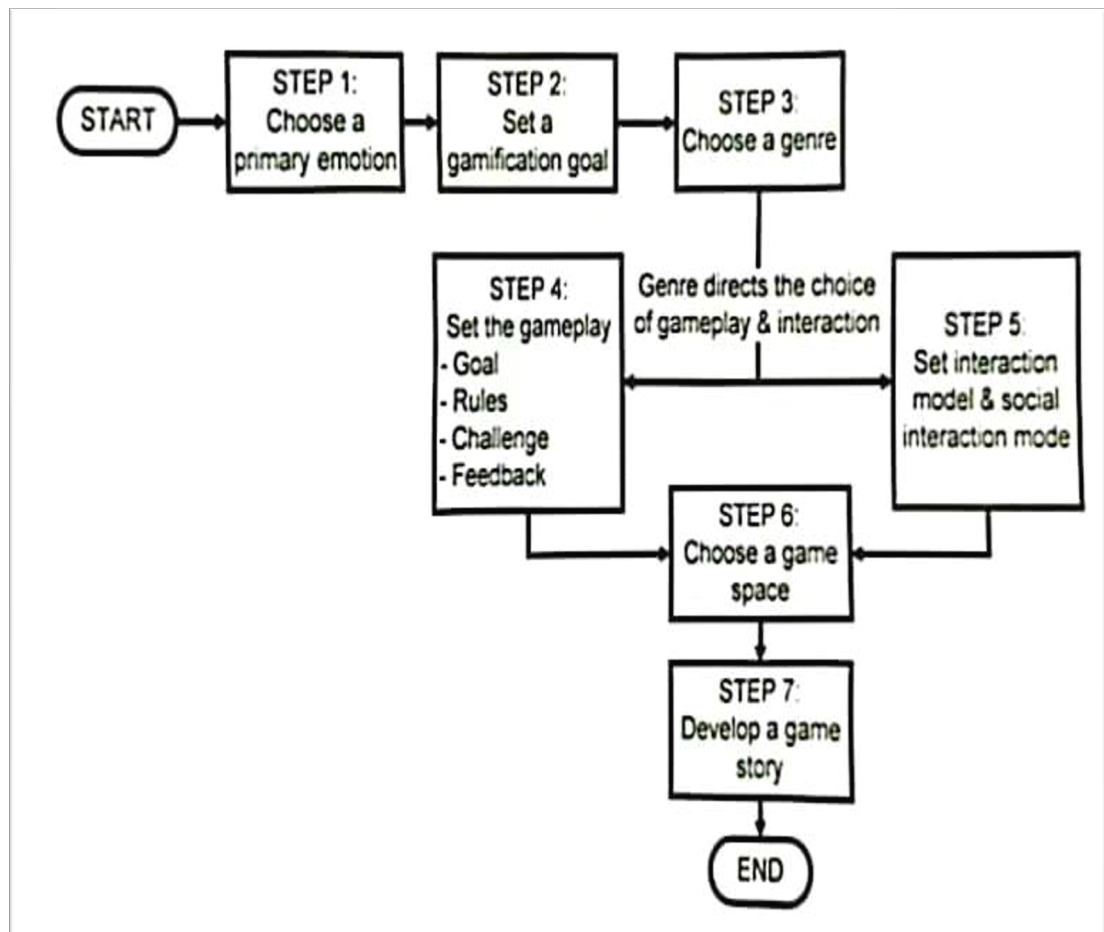 START
STEP 1:
Choose a
primary emotion
STEP 2:
Set a
gamification goal
STEP 3:
Choose a genre
Genre directs the choice
of gameplay & interaction
STEP 4:
Set the gameplay
- Goal
- Rules
- Challenge
- Feedback
STEP 5:
Set interaction
model & social
interaction mode
STEP 6:
Choose a game
space
STEP 7:
Develop a game
story
END